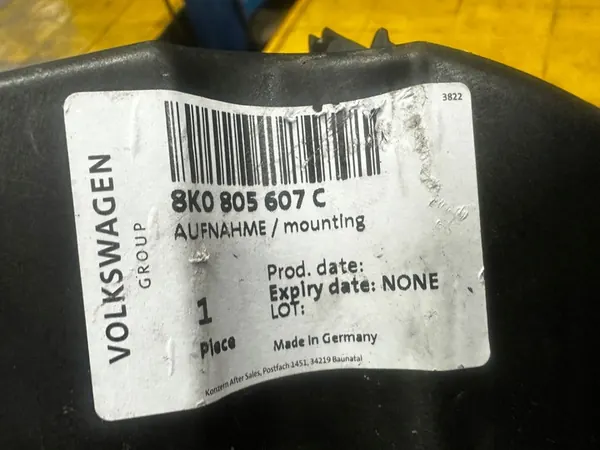 3822
VOLKSWAGEN
GROUP
8K0 805 607 C
AUFNAHME / mounting
Prod. date:
Expiry date: NONE
LOT:
1
piece
Made in Germany
Konzern After Sales, Postfach 1451, 34219 Baunatal